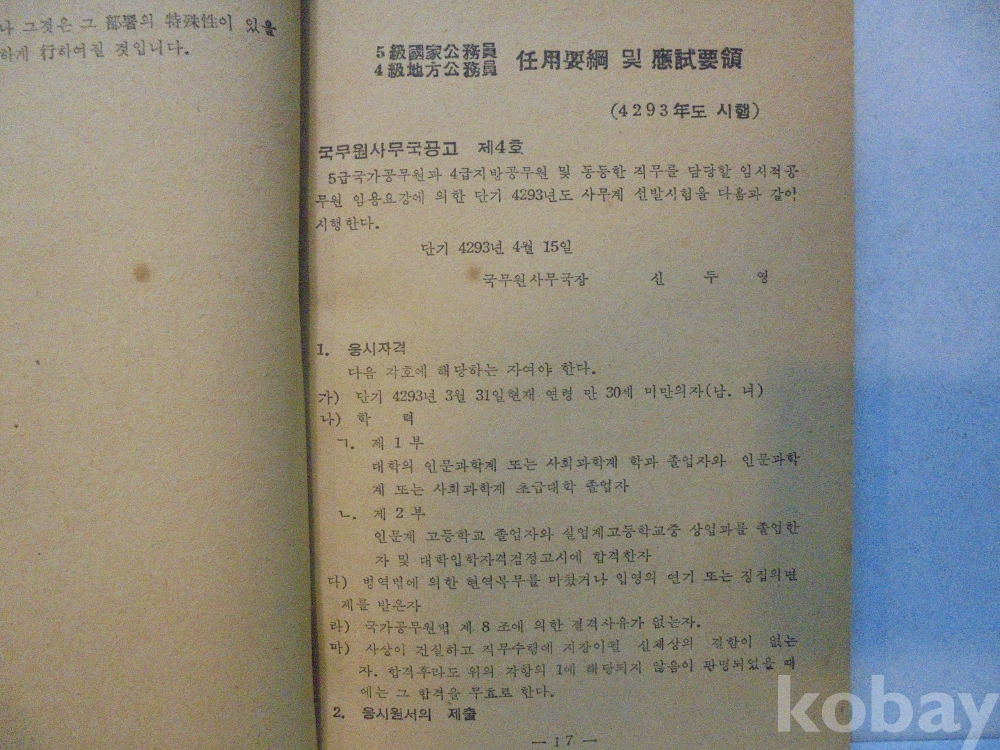 나 그것은 그 部署의 特殊性이 있을
하게 行하여질 것입니다.
5級國家公務員
4級地方公務員 任用要綱 및 應試要領
(4293年도 시행)
국무원사무국공고 제4호
5급국가공무원과 4급지방공무원 및 동등한 직무를 담당할 임시직공
무원 임용요강에 의한 단기 4293년도 사무계 선발시험을 다음과 같이
시행한다.
단기 4293년 4월 15일
국무원사무국장 신 두 영
1. 응시자격
다음 각호에 해당하는 자여야 한다.
가) 단기 4293년 3월 31일현재 연령 만 30세 미만의자(남. 녀)
나) 학 력
ㄱ. 제 1 부
대학의 인문과학계 또는 사회과학계 학과 졸업자와 인문과학
계 또는 사회과학계 초급대학 졸업자
ㄴ. 제 2 부
인문계 고등학교 졸업자와 실업계고등학교중 상업과를 졸업한
자 및 대학입학자격검정고시에 합격한자
다) 병역법에 의한 현역복무를 마쳤거나 입영의 연기 또는 징집의면
제를 받은자
라) 국가공무원법 제 8 조에 의한 결격사유가 없는자.
마) 사상이 건실하고 직무수행에 지장이될 신체상의 결함이 없는
자. 합격후라도 위의 각항의 1에 해당되지 않음이 판명되었을 때
에는 그 합격을 무효로 한다.
2. 응시원서의 제출
— 17 —
kobay